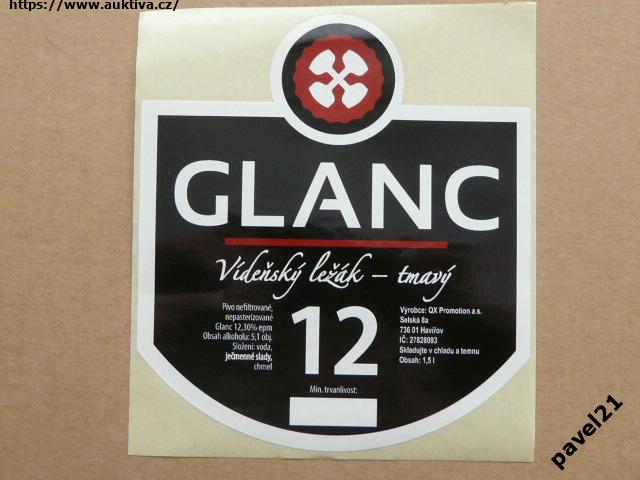 https://www.auktiva.cz/
GLANC
Vídeňský ležák – tmavý
Pivo nefiltrované,
nepasterizované
Glanc 12,30% epm
Obsah alkoholu: 5,1 obj.
Složení: voda,
ječmenné slady,
chmel
12
Výrobce: QX Promotion a.s.
Selská 8a
736 01 Havířov
IČ: 27828093
Skladujte v chladu a temnu
Obsah: 1,5 l
Min. trvanlivost:
pavel21